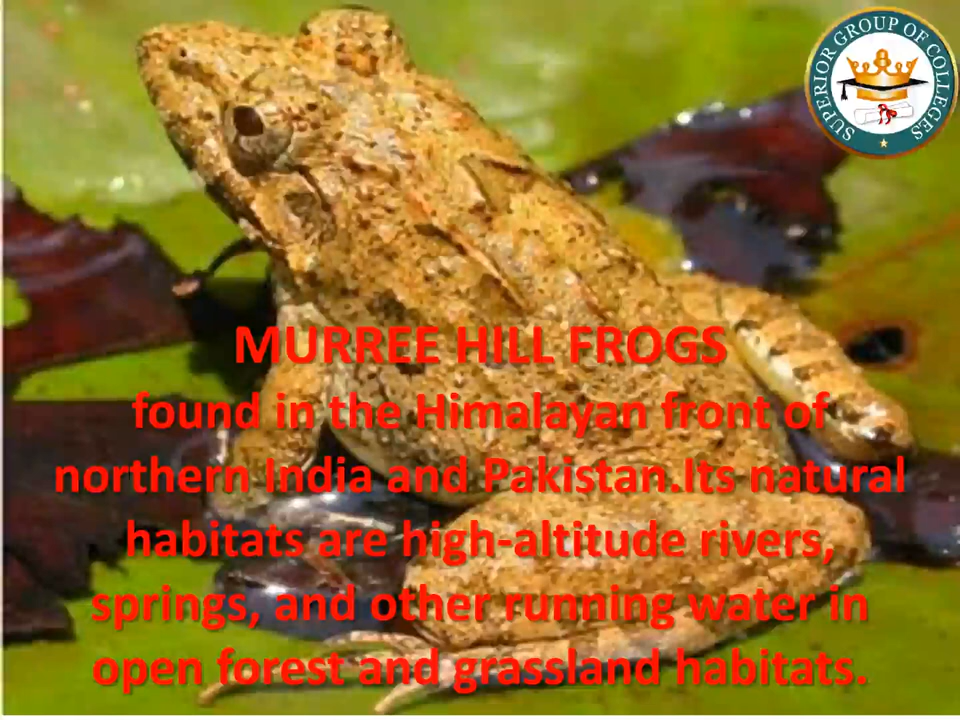 SUPERIOR GROUP OF COLLEGES
MURREE HILL FROGS
found in the Himalayan front of
northern India and Pakistan.Its natural
habitats are high-altitude rivers,
springs, and other running water in
open forest and grassland habitats.